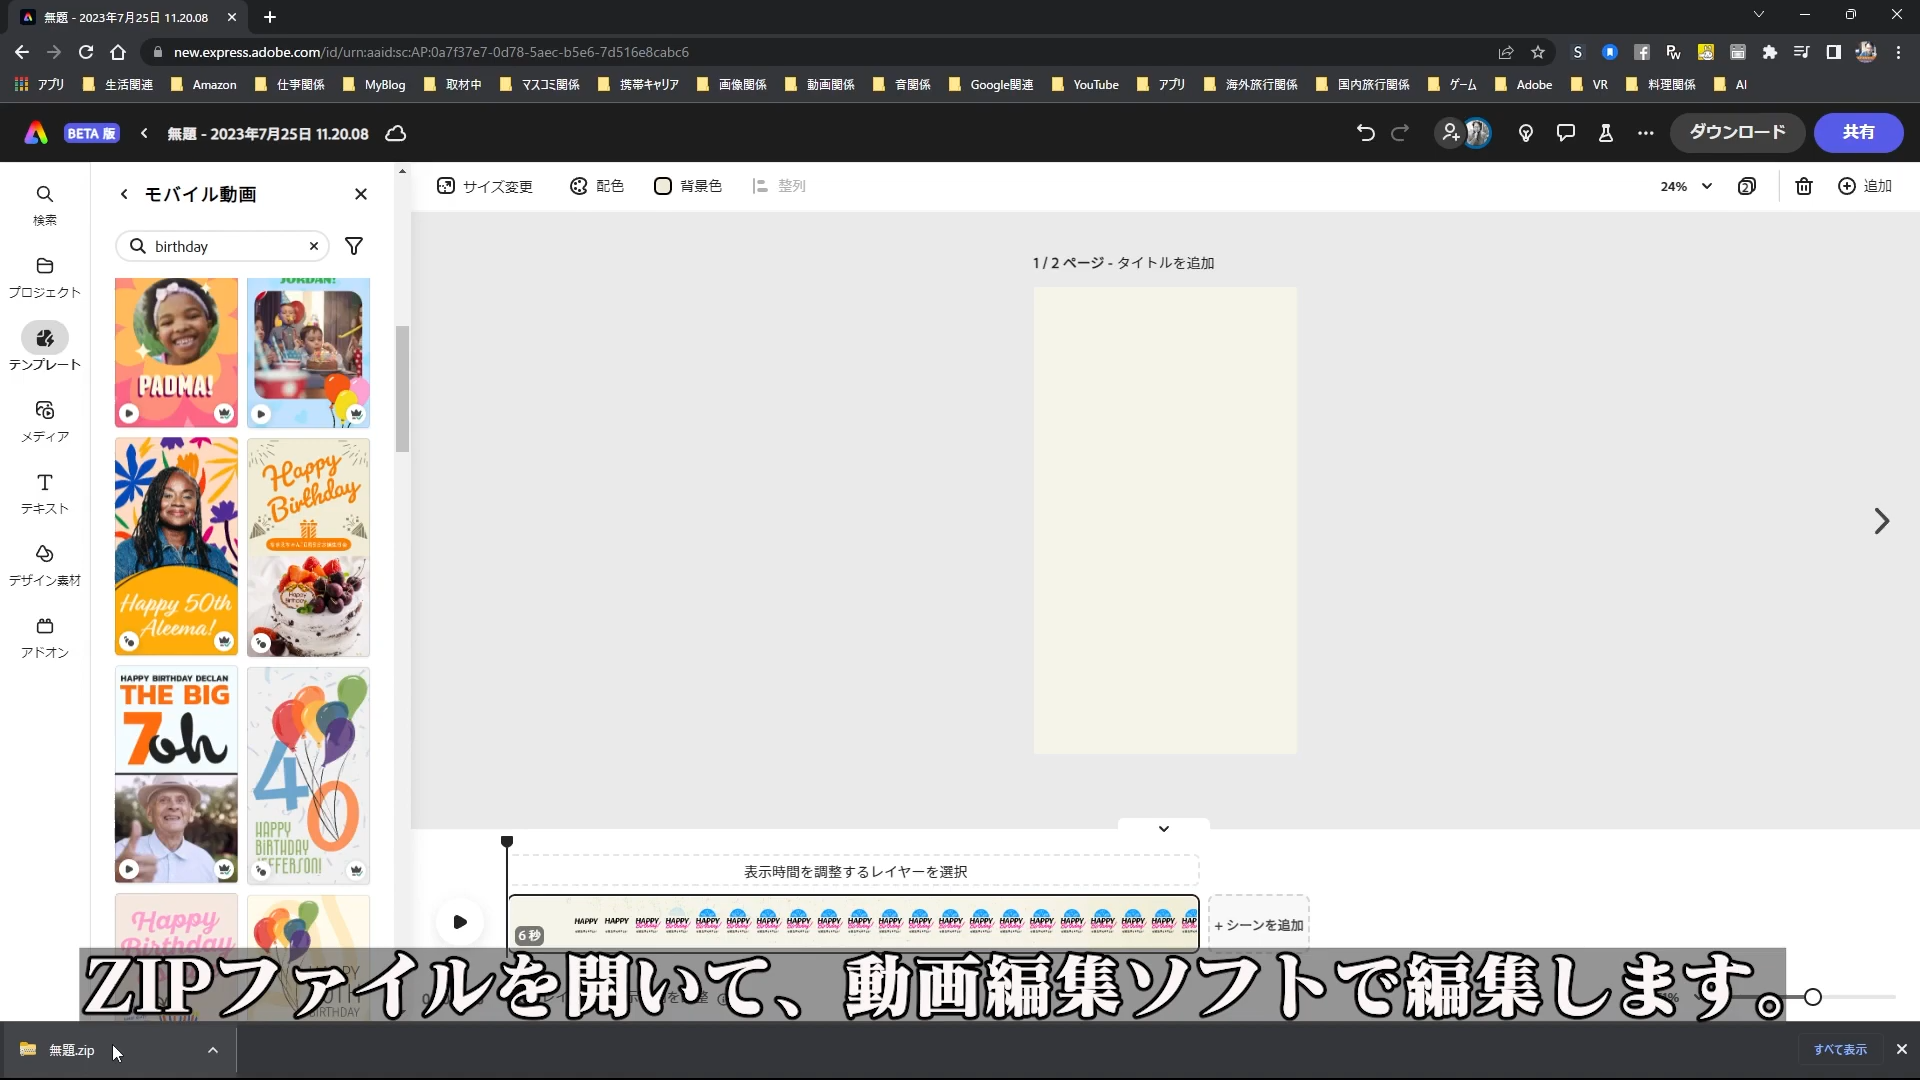 無題 - 2023年7月25日 11.20.08
new.express.adobe.com/id/urn:aaid:sc:AP:0a7f37e7-0d78-5aec-b5e6-7d516e8cabc6
アプリ 生活関連 Amazon 仕事関係 MyBlog 取材中 マスコミ関係 携帯キャリア 画像関係 動画関係 音関係 Google関連 YouTube アプリ 海外旅行関係 国内旅行関係 ゲーム Adobe VR 料理関係 AI
BETA 版 無題 - 2023年7月25日 11.20.08 ダウンロード 共有
検索
プロジェクト
テンプレート
メディア
テキスト
デザイン素材
アドオン
モバイル動画
birthday
PADMA!
JORDAN!
Happy 50th
Aleema!
Happy
Birthday
HAPPY BIRTHDAY DECLAN
THE BIG
7oh
40
HAPPY
BIRTHDAY
JEFFERSON!
Happy
Birthday
サイズ変更 配色 背景色 整列 24% 2 追加
1 / 2 ページ - タイトルを追加
表示時間を調整するレイヤーを選択
6 秒
+ シーンを追加
ZIPファイルを開いて、動画編集ソフトで編集します。
無題.zip
すべて表示